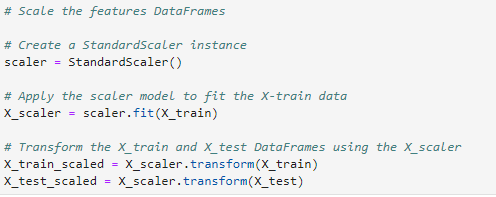 # Scale the features DataFrames
# Create a StandardScaler instance
scaler = StandardScaler()
# Apply the scaler model to fit the X-train data
X_scaler = scaler.fit(X_train)
# Transform the X_train and X_test DataFrames using the X_scaler
X_train_scaled = X_scaler.transform(X_train)
X_test_scaled = X_scaler.transform(X_test)